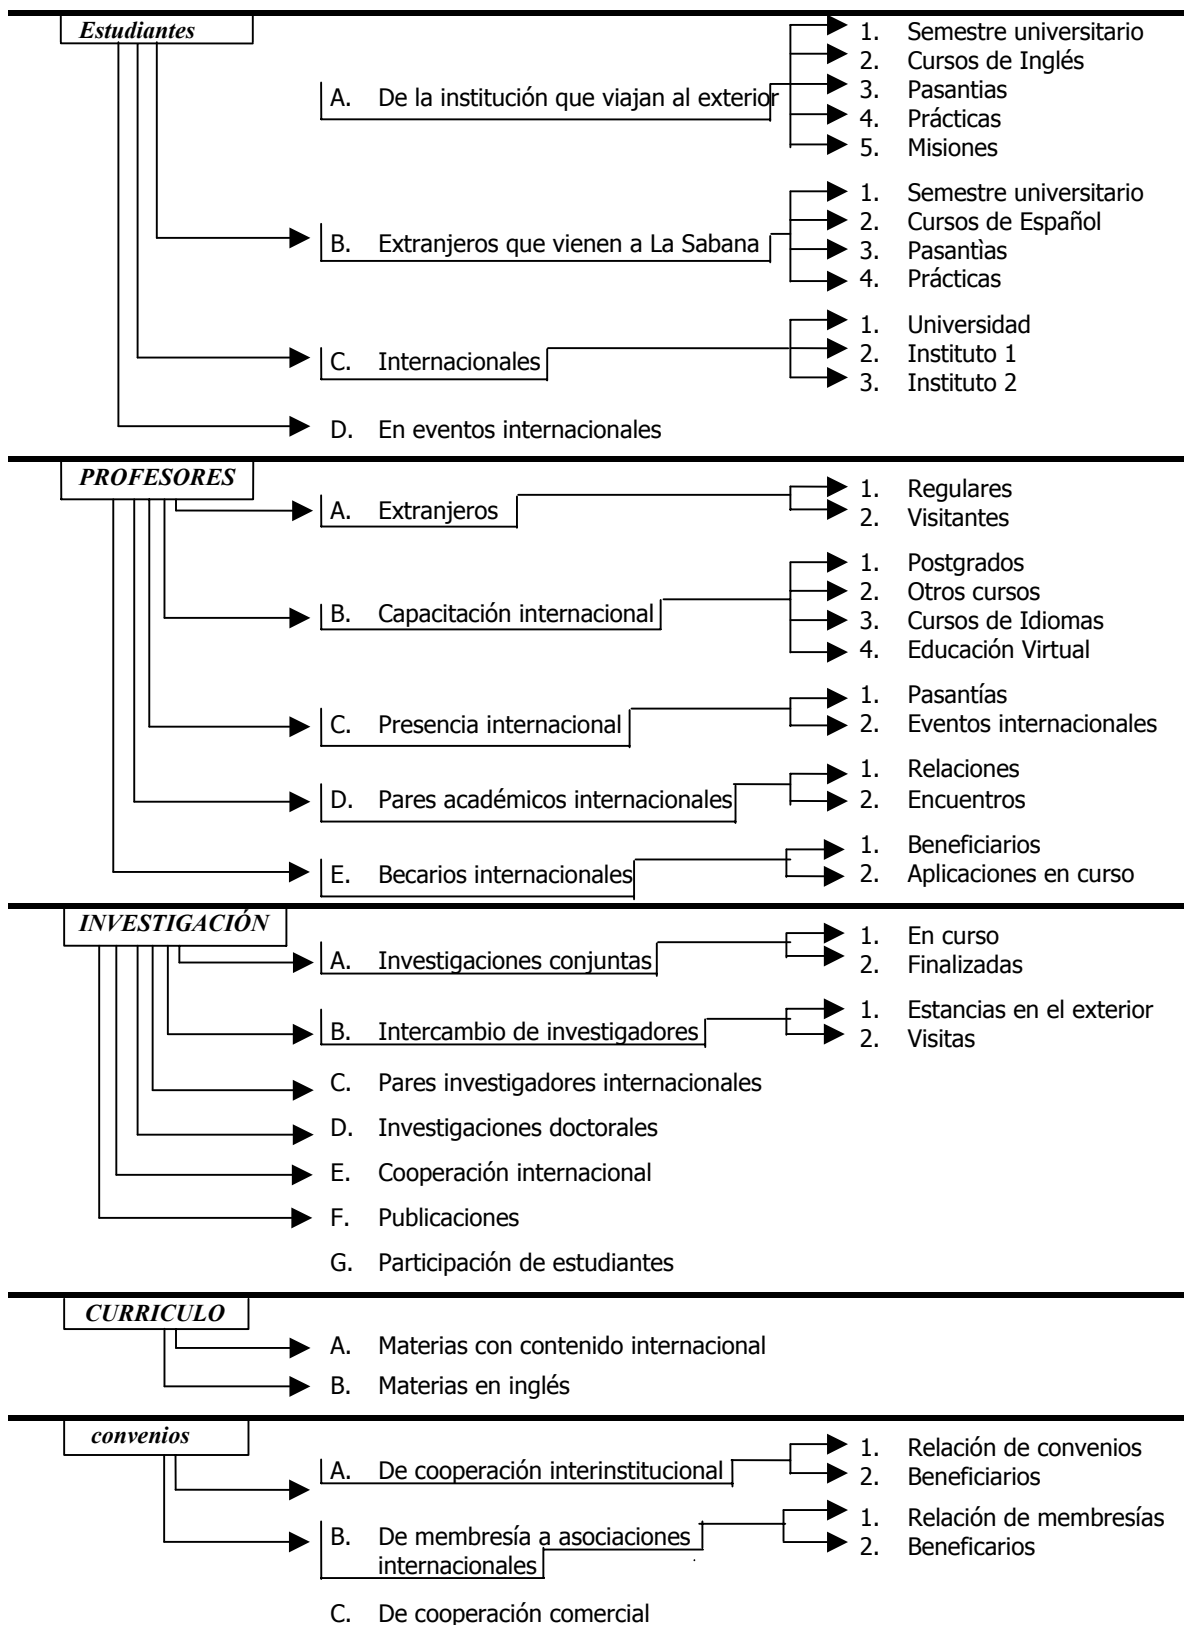 Estudiantes
A. De la institución que viajan al exterior
1. Semestre universitario
2. Cursos de Inglés
3. Pasantias
4. Prácticas
5. Misiones
B. Extranjeros que vienen a La Sabana
1. Semestre universitario
2. Cursos de Español
3. Pasantìas
4. Prácticas
C. Internacionales
1. Universidad
2. Instituto 1
3. Instituto 2
D. En eventos internacionales
PROFESORES
A. Extranjeros
1. Regulares
2. Visitantes
B. Capacitación internacional
1. Postgrados
2. Otros cursos
3. Cursos de Idiomas
4. Educación Virtual
C. Presencia internacional
1. Pasantías
2. Eventos internacionales
D. Pares académicos internacionales
1. Relaciones
2. Encuentros
E. Becarios internacionales
1. Beneficiarios
2. Aplicaciones en curso
INVESTIGACIÓN
A. Investigaciones conjuntas
1. En curso
2. Finalizadas
B. Intercambio de investigadores
1. Estancias en el exterior
2. Visitas
C. Pares investigadores internacionales
D. Investigaciones doctorales
E. Cooperación internacional
F. Publicaciones
G. Participación de estudiantes
CURRICULO
A. Materias con contenido internacional
B. Materias en inglés
convenios
A. De cooperación interinstitucional
1. Relación de convenios
2. Beneficiarios
B. De membresía a asociaciones
internacionales
1. Relación de membresías
2. Beneficarios
C. De cooperación comercial